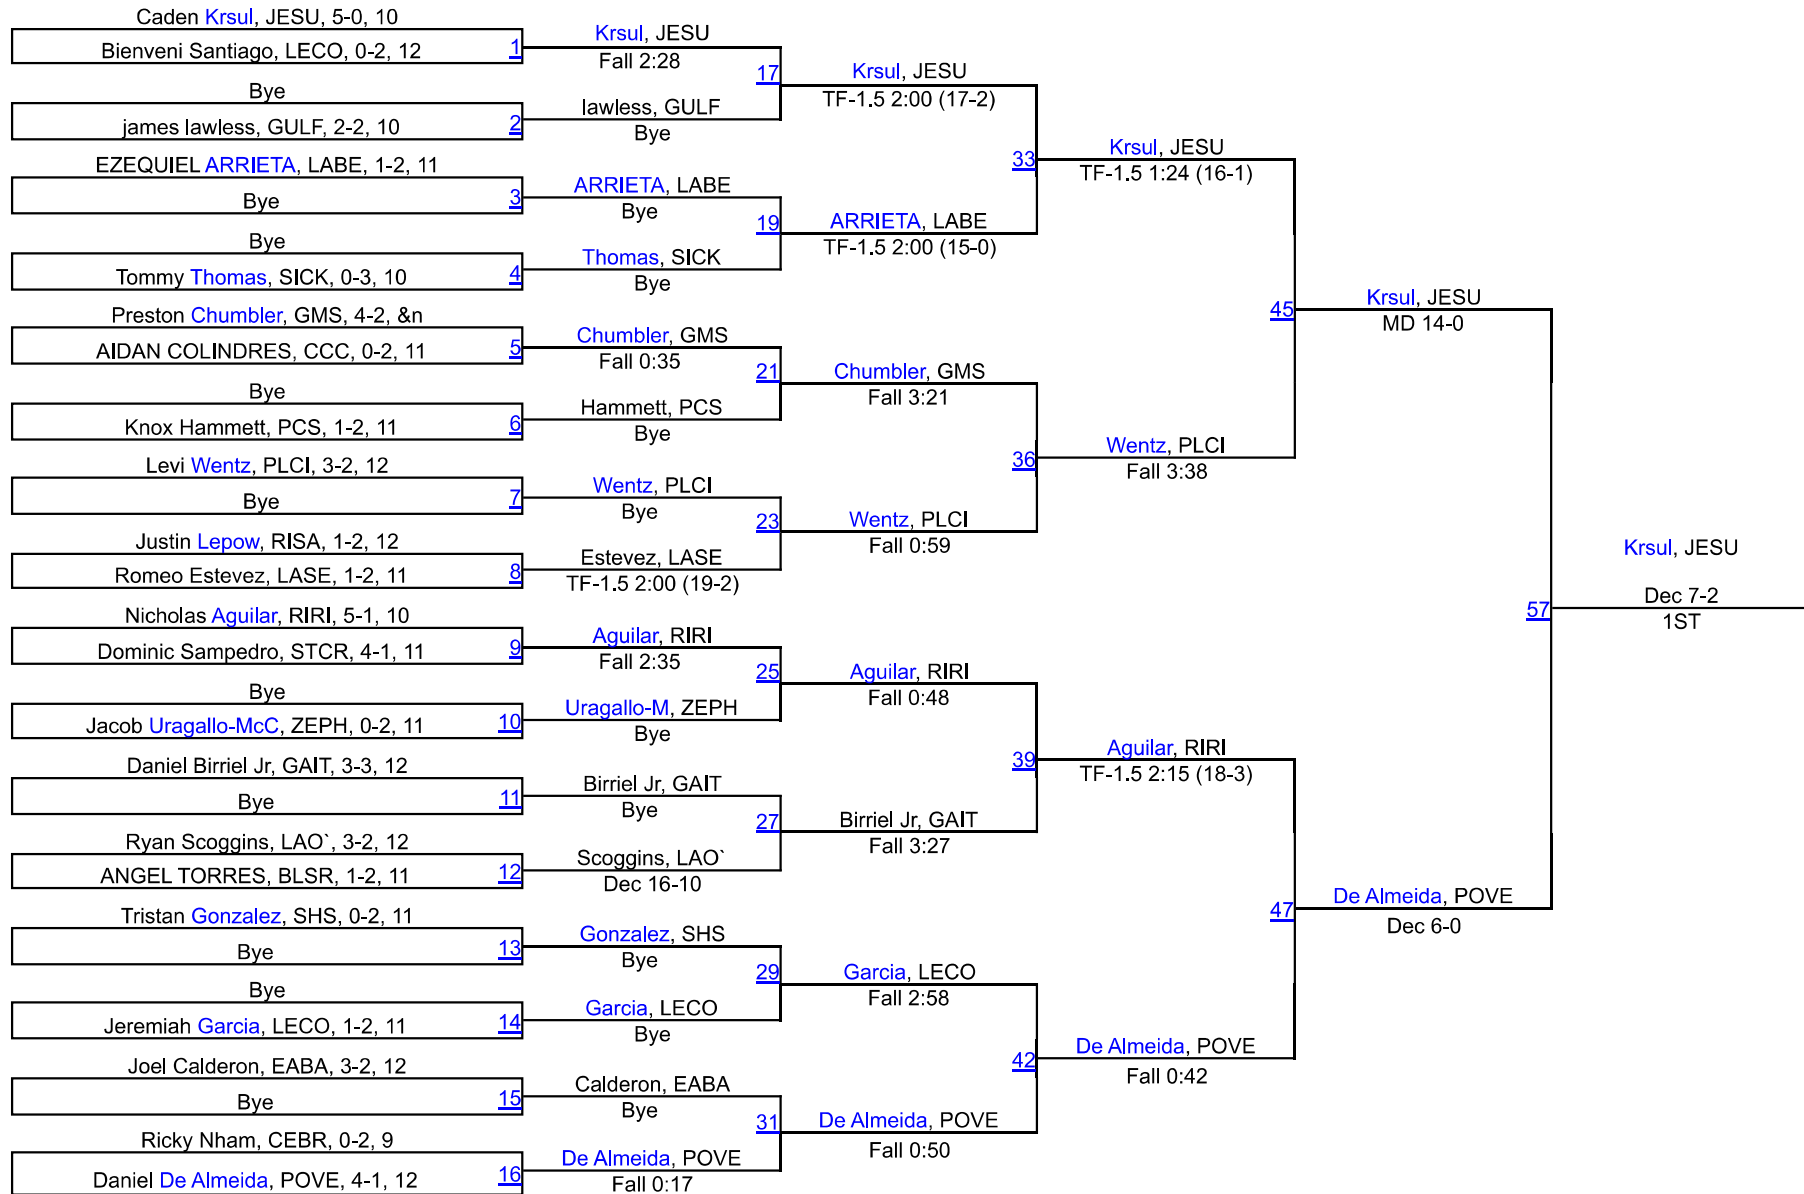 Caden Krsul, JESU, 5-0, 10
Bienveni Santiago, LECO, 0-2, 12
1
Bye
james lawless, GULF, 2-2, 10
2
EZEQUIEL ARRIETA, LABE, 1-2, 11
Bye
3
Bye
Tommy Thomas, SICK, 0-3, 10
4
Preston Chumbler, GMS, 4-2, &n
AIDAN COLINDRES, CCC, 0-2, 11
5
Bye
Knox Hammett, PCS, 1-2, 11
6
Levi Wentz, PLCI, 3-2, 12
Bye
7
Justin Lepow, RISA, 1-2, 12
Romeo Estevez, LASE, 1-2, 11
8
Nicholas Aguilar, RIRI, 5-1, 10
Dominic Sampedro, STCR, 4-1, 11
9
Bye
Jacob Uragallo-McC, ZEPH, 0-2, 11
10
Daniel Birriel Jr, GAIT, 3-3, 12
Bye
11
Ryan Scoggins, LAO`, 3-2, 12
ANGEL TORRES, BLSR, 1-2, 11
12
Tristan Gonzalez, SHS, 0-2, 11
Bye
13
Bye
Jeremiah Garcia, LECO, 1-2, 11
14
Joel Calderon, EABA, 3-2, 12
Bye
15
Ricky Nham, CEBR, 0-2, 9
Daniel De Almeida, POVE, 4-1, 12
16
Krsul, JESU
Fall 2:28
17
lawless, GULF
Bye
ARRIETA, LABE
Bye
19
Thomas, SICK
Bye
Chumbler, GMS
Fall 0:35
21
Hammett, PCS
Bye
Wentz, PLCI
Bye
23
Estevez, LASE
TF-1.5 2:00 (19-2)
Aguilar, RIRI
Fall 2:35
25
Uragallo-M, ZEPH
Bye
Birriel Jr, GAIT
Bye
27
Scoggins, LAO`
Dec 16-10
Gonzalez, SHS
Bye
29
Garcia, LECO
Bye
Calderon, EABA
Bye
31
De Almeida, POVE
Fall 0:17
Krsul, JESU
TF-1.5 2:00 (17-2)
33
ARRIETA, LABE
TF-1.5 2:00 (15-0)
Chumbler, GMS
Fall 3:21
36
Wentz, PLCI
Fall 0:59
Aguilar, RIRI
Fall 0:48
39
Birriel Jr, GAIT
Fall 3:27
Garcia, LECO
Fall 2:58
42
De Almeida, POVE
Fall 0:50
Krsul, JESU
TF-1.5 1:24 (16-1)
45
Wentz, PLCI
Fall 3:38
Aguilar, RIRI
TF-1.5 2:15 (18-3)
47
De Almeida, POVE
Fall 0:42
Krsul, JESU
MD 14-0
57
De Almeida, POVE
Dec 6-0
Krsul, JESU
Dec 7-2
1ST